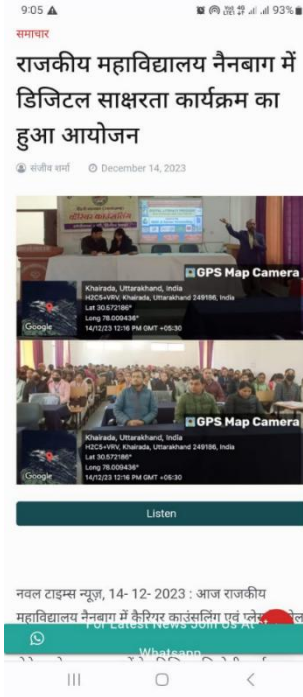 9:05
93%
समाचार
राजकीय महाविद्यालय नैनबाग में
डिजिटल साक्षरता कार्यक्रम का
हुआ आयोजन
संजीव शर्मा December 14, 2023
GPS Map Camera
Khairada, Uttarakhand, India
H2C5+VRV, Khairada, Uttarakhand 249186, India
Lat 30.572186°
Long 78.009436°
14/12/23 12:16 PM GMT +05:30
Google
GPS Map Camera
Khairada, Uttarakhand, India
H2C5+VRV, Khairada, Uttarakhand 249186, India
Lat 30.572186°
Long 78.009436°
14/12/23 12:16 PM GMT +05:30
Google
Listen
नवल टाइम्स न्यूज़, 14- 12- 2023 : आज राजकीय
महाविद्यालय नैनबाग में कैरियर काउंसलिंग एवं
For Latest News Join Us At
Whatsapp